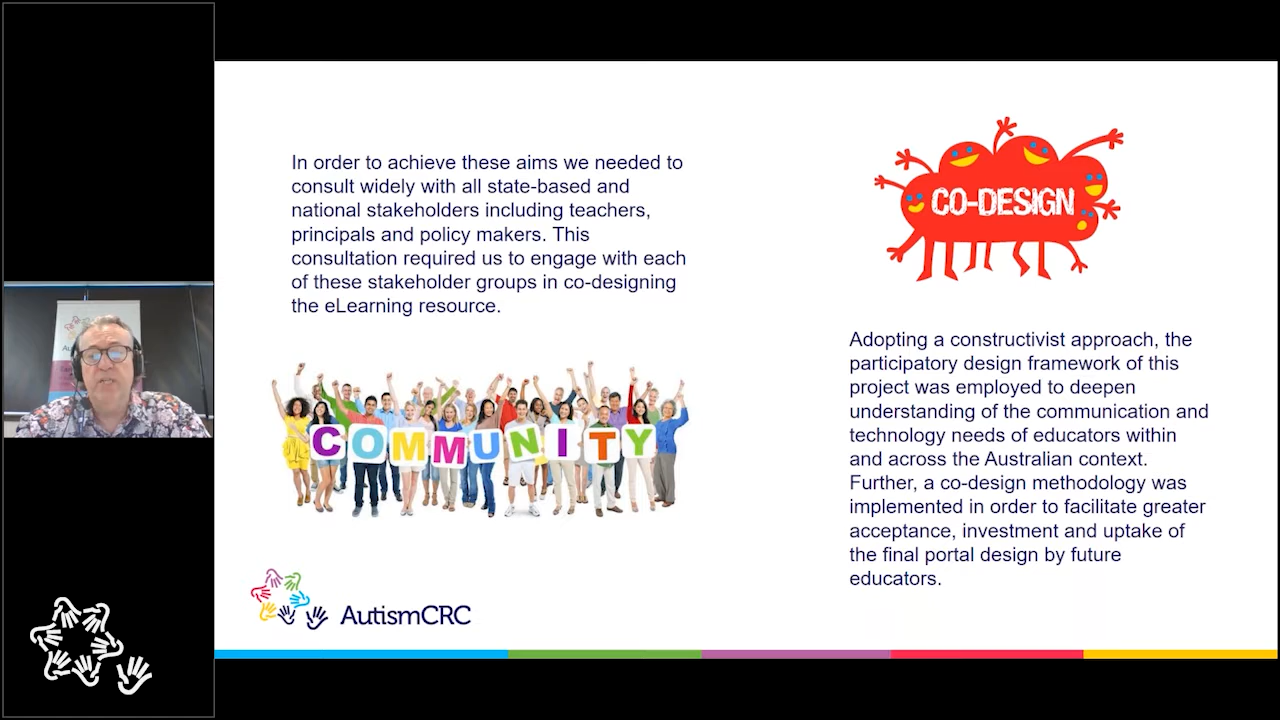 In order to achieve these aims we needed to
consult widely with all state-based and
national stakeholders including teachers,
principals and policy makers. This
consultation required us to engage with each
of these stakeholder groups in co-designing
the eLearning resource.
COMMUNITY
AutismCRC
CO-DESIGN
Adopting a constructivist approach, the
participatory design framework of this
project was employed to deepen
understanding of the communication and
technology needs of educators within
and across the Australian context.
Further, a co-design methodology was
implemented in order to facilitate greater
acceptance, investment and uptake of
the final portal design by future
educators.